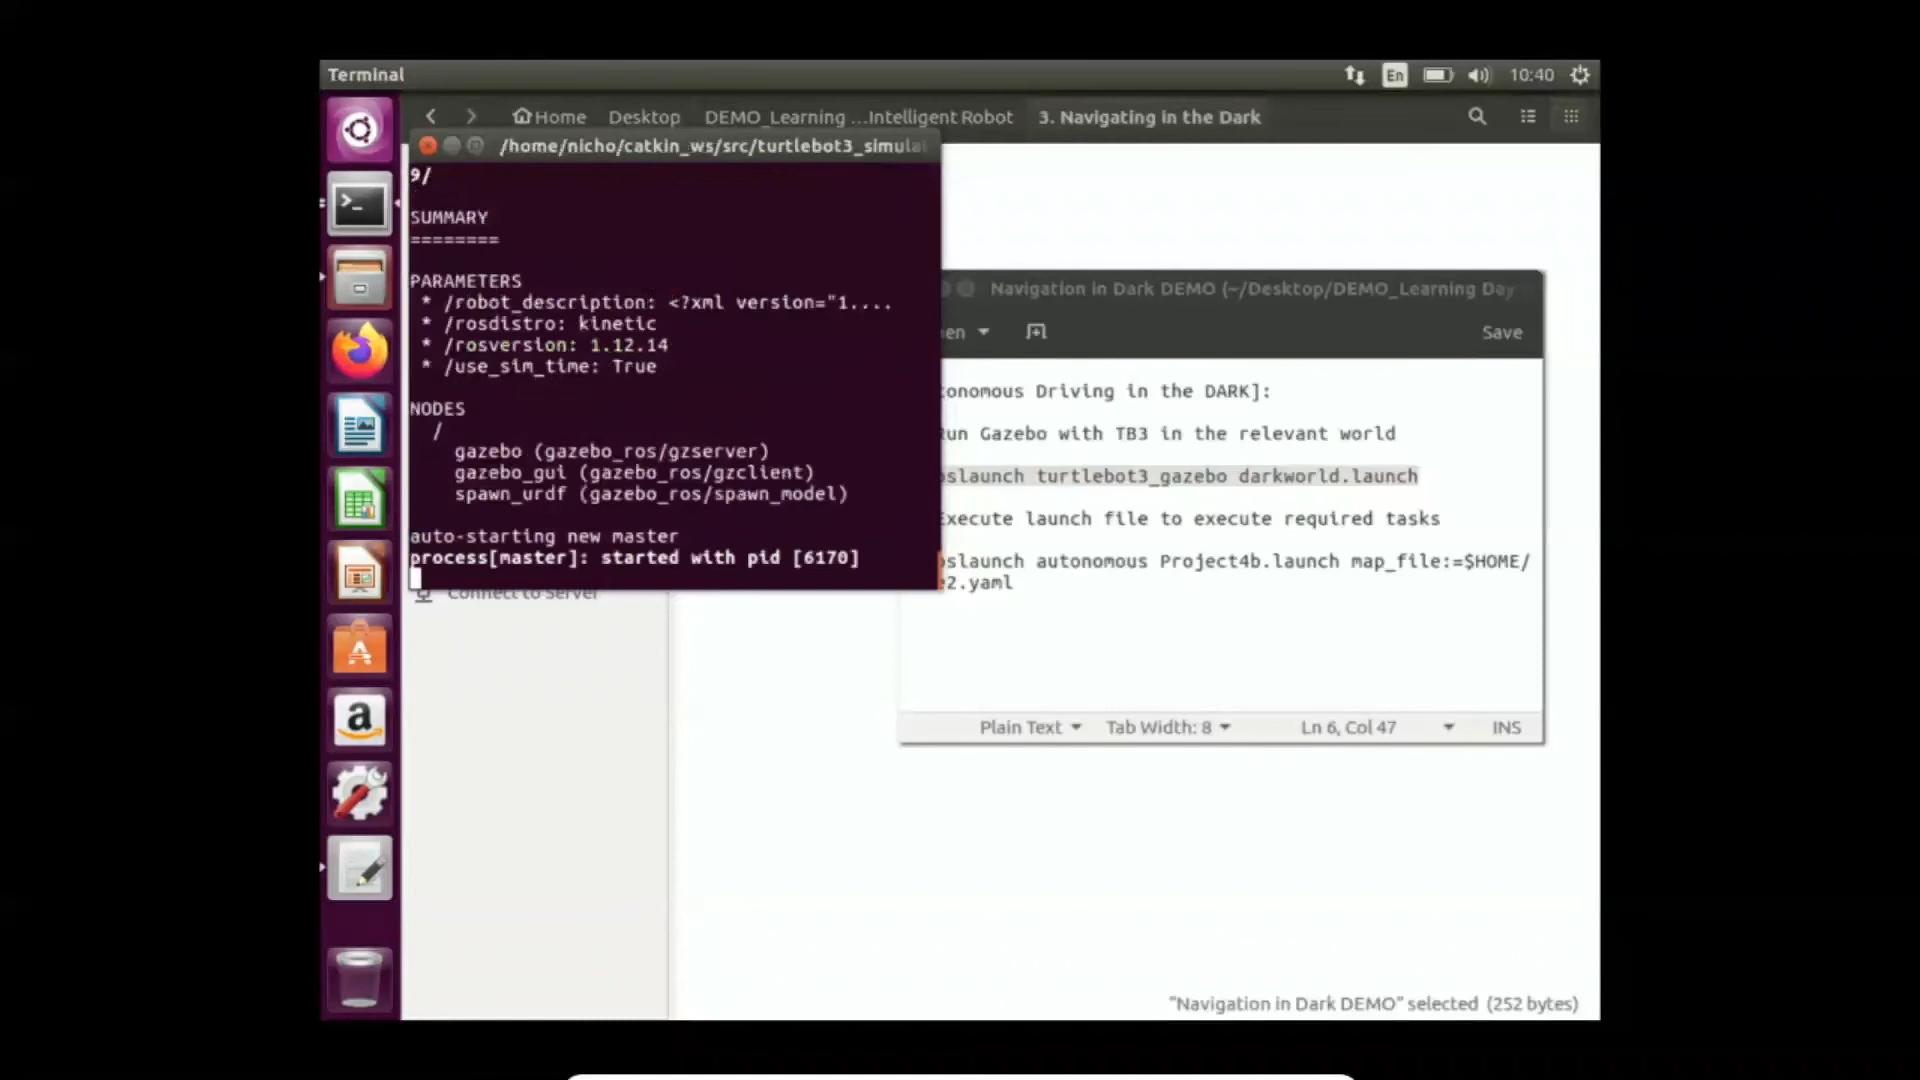 Terminal
En
10:40
Home Desktop DEMO_Learning ...Intelligent Robot 3. Navigating in the Dark
/home/nicho/catkin_ws/src/turtlebot3_simula
9/
SUMMARY
========
PARAMETERS
* /robot_description: <?xml version="1....
* /rosdistro: kinetic
* /rosversion: 1.12.14
* /use_sim_time: True
NODES
/
gazebo (gazebo_ros/gzserver)
gazebo_gui (gazebo_ros/gzclient)
spawn_urdf (gazebo_ros/spawn_model)
auto-starting new master
process[master]: started with pid [6170]
Connect to Server
Navigation in Dark DEMO (~/Desktop/DEMO_Learning Day
en
Save
onomous Driving in the DARK]:
un Gazebo with TB3 in the relevant world
slaunch turtlebot3_gazebo darkworld.launch
Execute launch file to execute required tasks
slaunch autonomous Project4b.launch map_file:=$HOME/
2.yaml
Plain Text Tab Width: 8 Ln 6, Col 47 INS
"Navigation in Dark DEMO" selected (252 bytes)